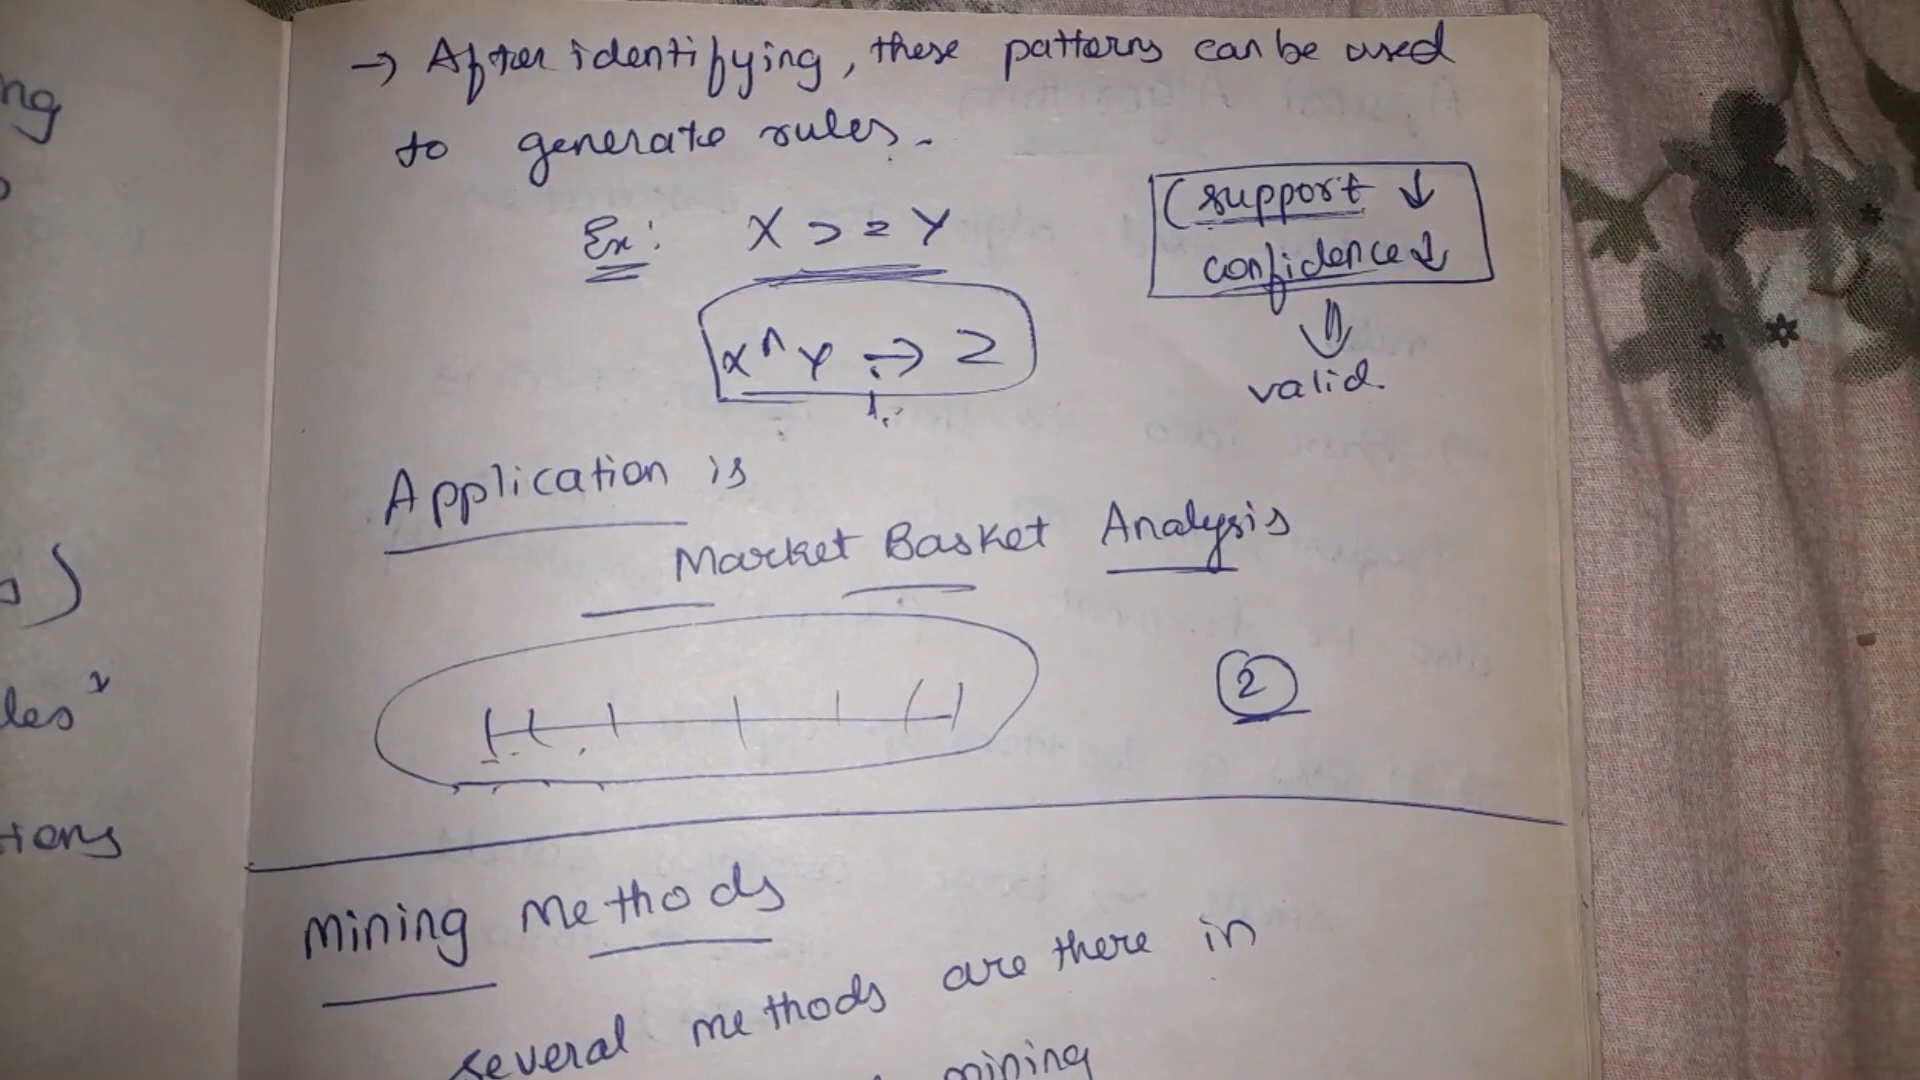 ng
→ After identifying, these patterns can be used
to generate rules.
Ex: X >= Y
(support ↓
confidence ↓
x ^ y → Z
valid.
Application is
Market Basket Analysis
s)
les"
2
tions
Mining Methods
several methods are there in
mining